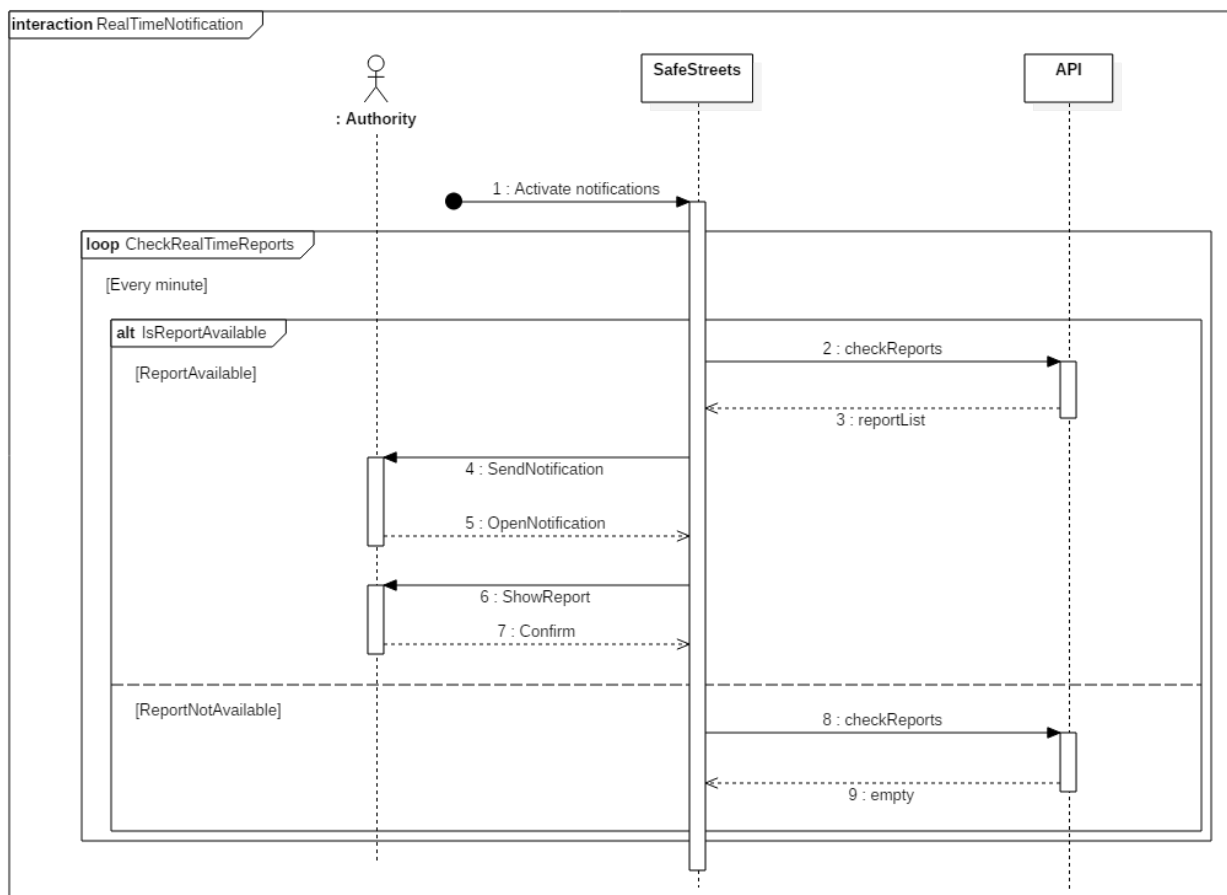 interaction RealTimeNotification
: Authority
SafeStreets
API
1 : Activate notifications
loop CheckRealTimeReports
[Every minute]
alt IsReportAvailable
[ReportAvailable]
2 : checkReports
3 : reportList
4 : SendNotification
5 : OpenNotification
6 : ShowReport
7 : Confirm
[ReportNotAvailable]
8 : checkReports
9 : empty